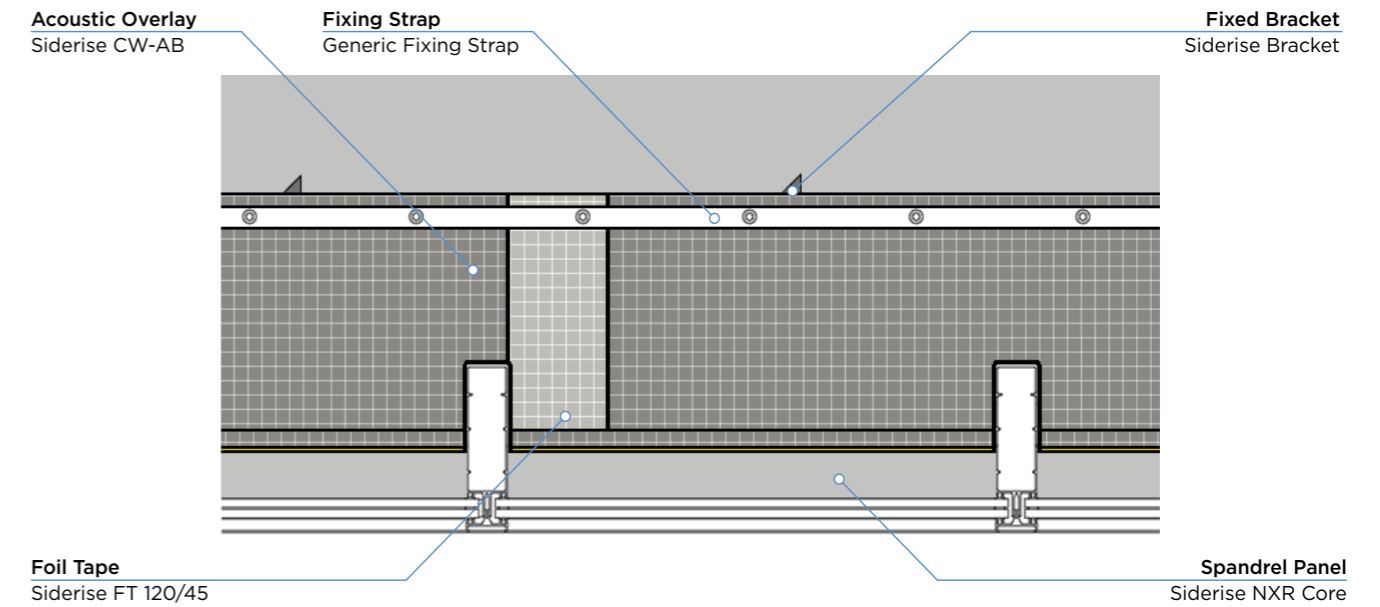 Acoustic Overlay
Siderise CW-AB
Fixing Strap
Generic Fixing Strap
Fixed Bracket
Siderise Bracket
Foil Tape
Siderise FT 120/45
Spandrel Panel
Siderise NXR Core